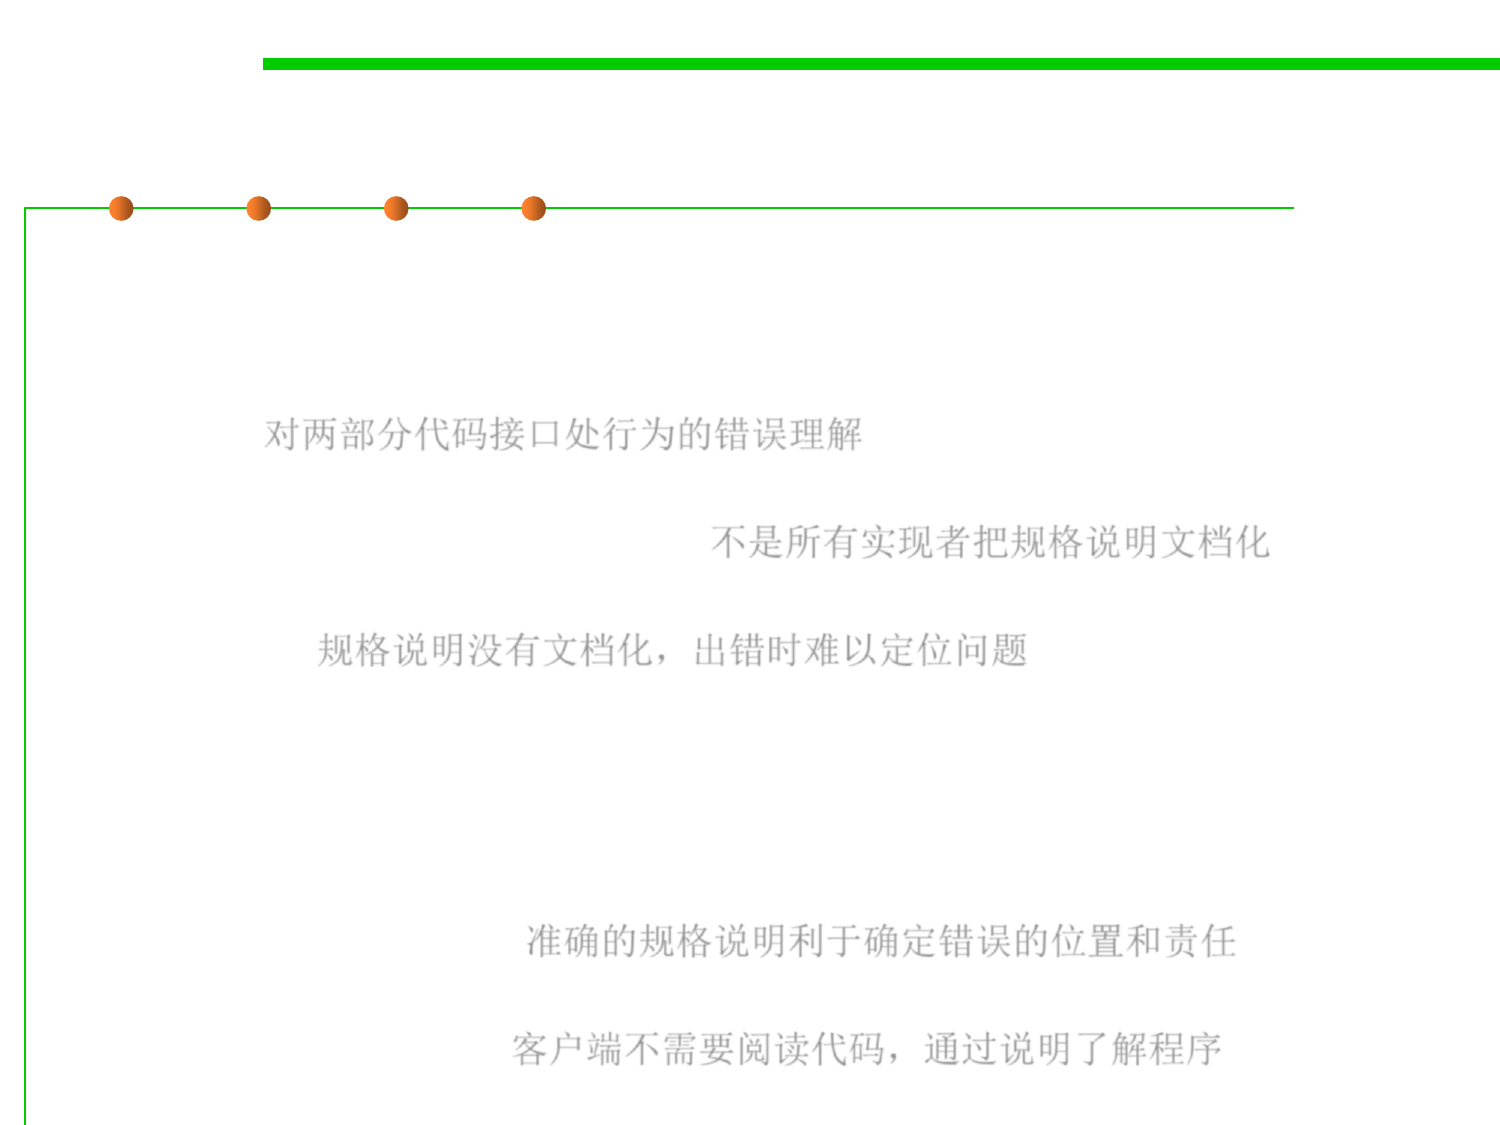 对两部分代码接口处行为的错误理解
不是所有实现者把规格说明文档化
规格说明没有文档化，出错时难以定位问题
准确的规格说明利于确定错误的位置和责任
客户端不需要阅读代码，通过说明了解程序